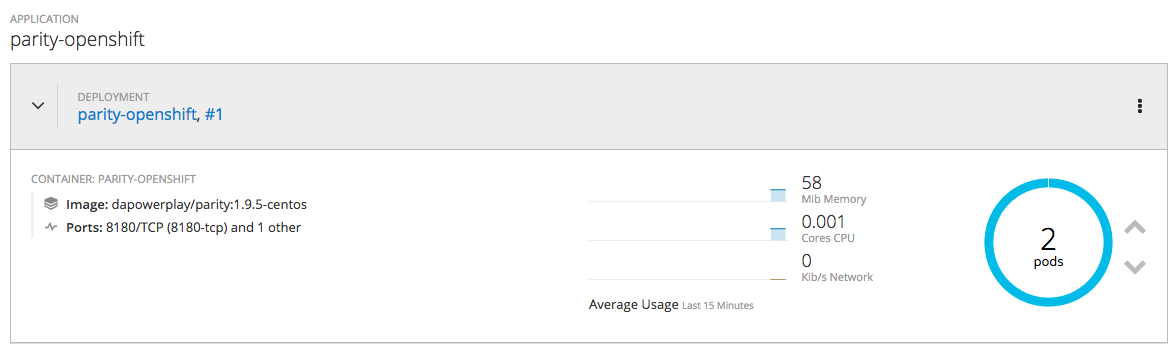 APPLICATION
parity-openshift
DEPLOYMENT
parity-openshift, #1
CONTAINER: PARITY-OPENSHIFT
Image: dapowerplay/parity:1.9.5-centos
Ports: 8180/TCP (8180-tcp) and 1 other
58
Mib Memory
0.001
Cores CPU
0
Kib/s Network
Average Usage Last 15 Minutes
2
pods